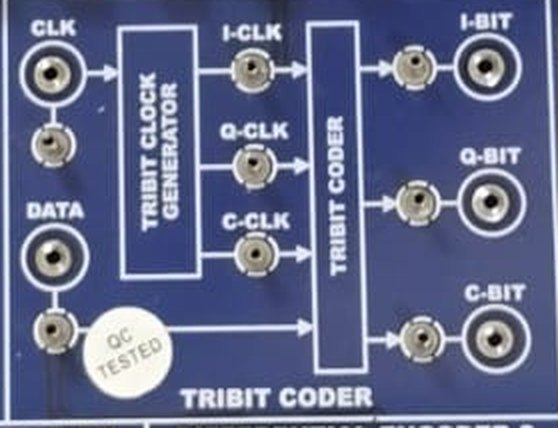 CLK
I-CLK
I-BIT
TRIBIT CLOCK
GENERATOR
TRIBIT CODER
Q-CLK
Q-BIT
DATA
C-CLK
C-BIT
QC
TESTED
TRIBIT CODER